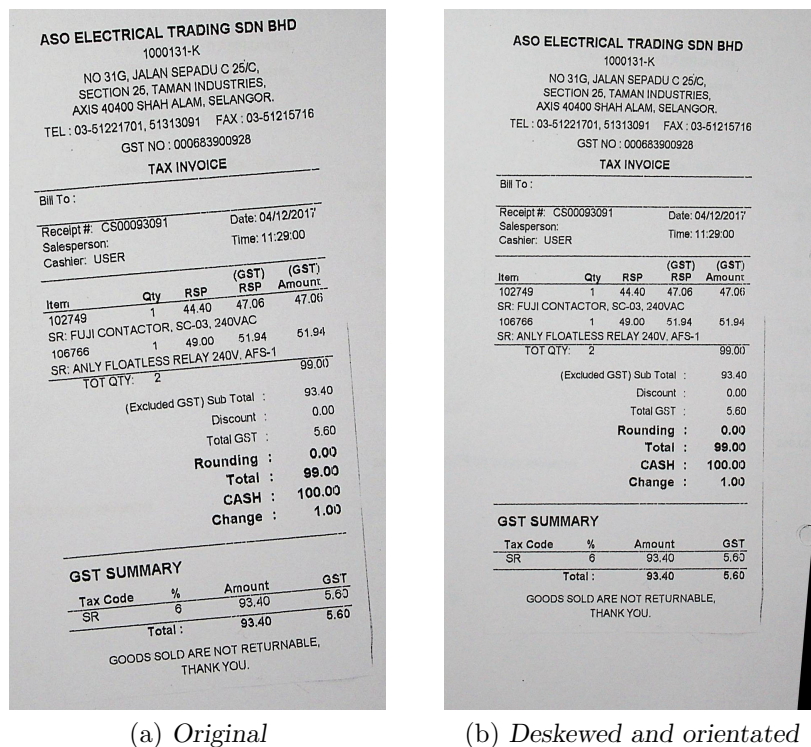 ASO ELECTRICAL TRADING SDN BHD
1000131-K
NO 31G, JALAN SEPADU C 25/C,
SECTION 25, TAMAN INDUSTRIES,
AXIS 40400 SHAH ALAM, SELANGOR.
TEL : 03-51221701, 51313091 FAX : 03-51215716
GST NO : 000683900928
TAX INVOICE
Bill To :
Receipt #: CS00093091 Date: 04/12/2017
Salesperson:
Cashier: USER Time: 11:29:00
(GST) (GST)
Item Qty RSP RSP Amount
102749 1 44.40 47.06 47.06
SR: FUJI CONTACTOR, SC-03, 240VAC
106766 1 49.00 51.94 51.94
SR: ANLY FLOATLESS RELAY 240V, AFS-1
TOT QTY: 2 99.00
(Excluded GST) Sub Total : 93.40
Discount : 0.00
Total GST : 5.60
Rounding : 0.00
Total : 99.00
CASH : 100.00
Change : 1.00
GST SUMMARY
Tax Code % Amount GST
SR 6 93.40 5.60
Total : 93.40 5.60
GOODS SOLD ARE NOT RETURNABLE,
THANK YOU.
(a) Original
ASO ELECTRICAL TRADING SDN BHD
1000131-K
NO 31G, JALAN SEPADU C 25/C,
SECTION 25, TAMAN INDUSTRIES,
AXIS 40400 SHAH ALAM, SELANGOR.
TEL : 03-51221701, 51313091 FAX : 03-51215716
GST NO : 000683900928
TAX INVOICE
Bill To :
Receipt #: CS00093091 Date: 04/12/2017
Salesperson:
Cashier: USER Time: 11:29:00
(GST) (GST)
Item Qty RSP RSP Amount
102749 1 44.40 47.06 47.06
SR: FUJI CONTACTOR, SC-03, 240VAC
106766 1 49.00 51.94 51.94
SR: ANLY FLOATLESS RELAY 240V, AFS-1
TOT QTY: 2 99.00
(Excluded GST) Sub Total : 93.40
Discount : 0.00
Total GST : 5.60
Rounding : 0.00
Total : 99.00
CASH : 100.00
Change : 1.00
GST SUMMARY
Tax Code % Amount GST
SR 6 93.40 5.60
Total : 93.40 5.60
GOODS SOLD ARE NOT RETURNABLE,
THANK YOU.
(b) Deskewed and orientated